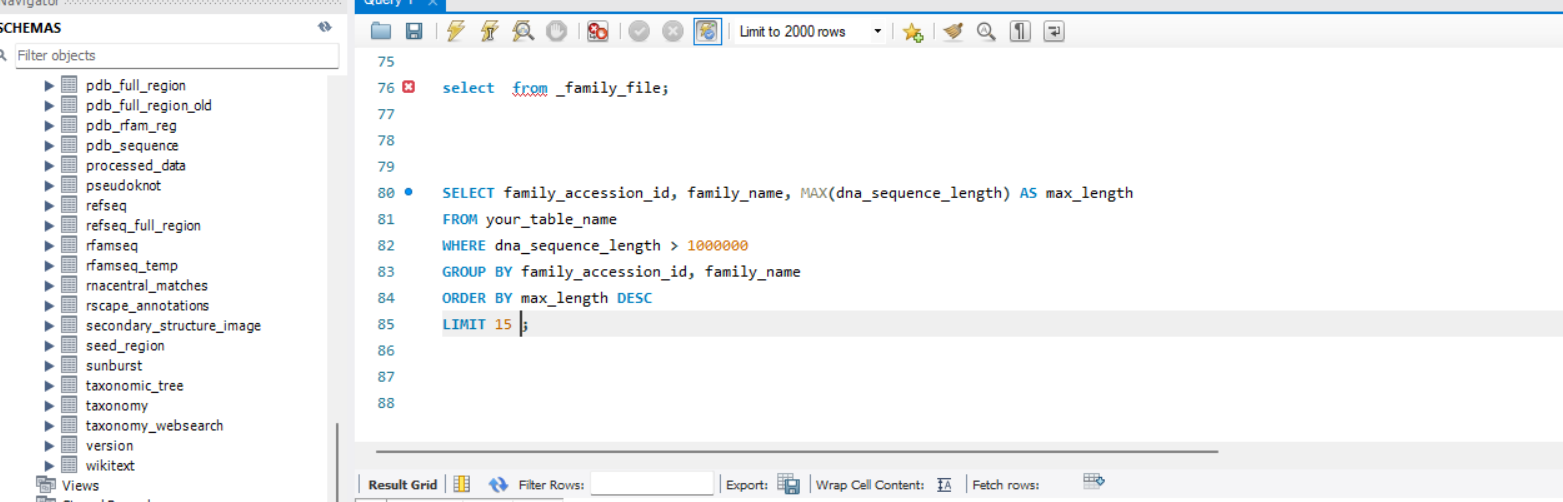 Navigator
Query 1
SCHEMAS
Limit to 2000 rows
Filter objects
pdb_full_region
pdb_full_region_old
pdb_rfam_reg
pdb_sequence
processed_data
pseudoknot
refseq
refseq_full_region
rfamseq
rfamseq_temp
rnacentral_matches
rscape_annotations
secondary_structure_image
seed_region
sunburst
taxonomic_tree
taxonomy
taxonomy_websearch
version
wikitext
Views
75
76 select from _family_file;
77
78
79
80 SELECT family_accession_id, family_name, MAX(dna_sequence_length) AS max_length
81 FROM your_table_name
82 WHERE dna_sequence_length > 1000000
83 GROUP BY family_accession_id, family_name
84 ORDER BY max_length DESC
85 LIMIT 15 ;
86
87
88
Result Grid Filter Rows: Export: Wrap Cell Content: Fetch rows: